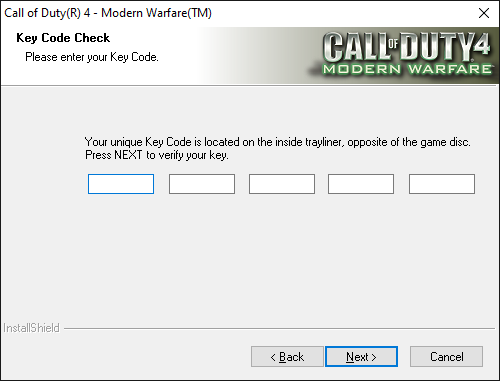 Call of Duty(R) 4 - Modern Warfare(TM)
Key Code Check
Please enter your Key Code.
CALL OF DUTY 4
MODERN WARFARE
Your unique Key Code is located on the inside trayliner, opposite of the game disc.
Press NEXT to verify your key.
InstallShield
< Back
Next >
Cancel